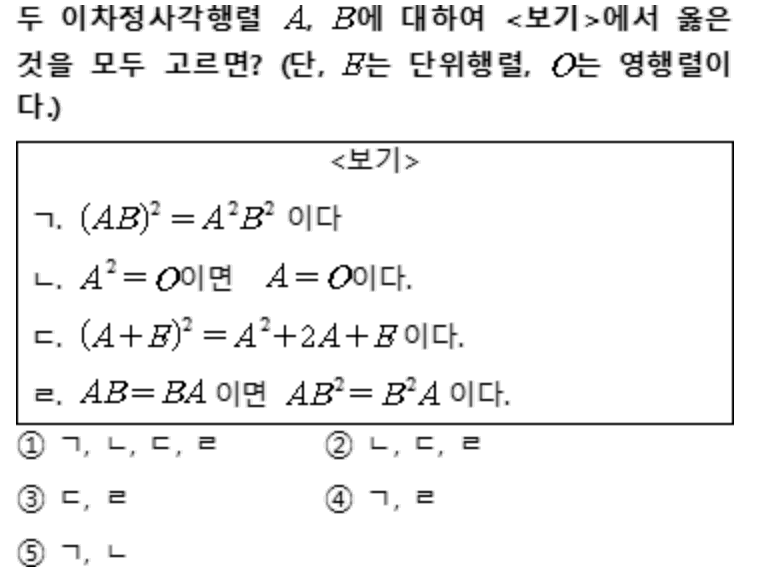 두 이차정사각행렬 A, B에 대하여 <보기>에서 옳은
것을 모두 고르면? (단, E는 단위행렬, O는 영행렬이
다.)
<보기>
ㄱ. (AB)² = A²B² 이다
ㄴ. A² = O이면 A = O이다.
ㄷ. (A+E)² = A²+2A+E이다.
ㄹ. AB = BA 이면 AB² = B²A 이다.
① ㄱ, ㄴ, ㄷ, ㄹ ② ㄴ, ㄷ, ㄹ
③ ㄷ, ㄹ ④ ㄱ, ㄹ
⑤ ㄱ, ㄴ